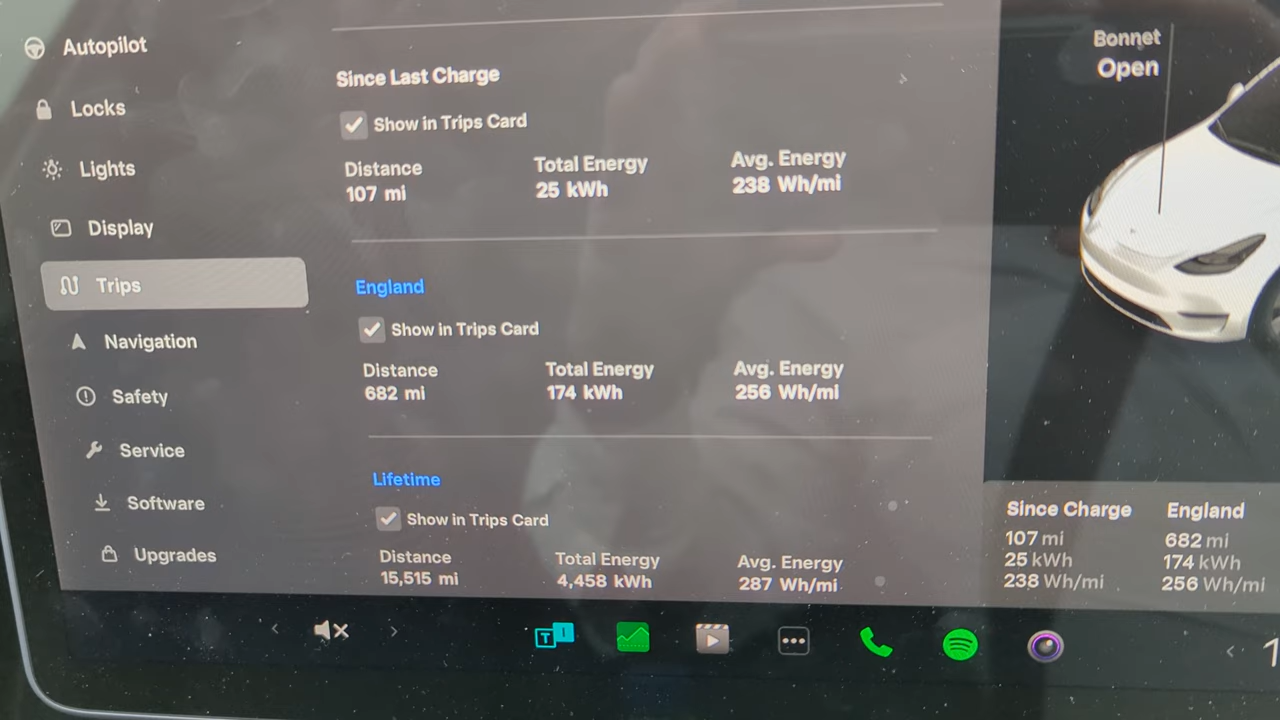 Autopilot
Locks
Lights
Display
Trips
Navigation
Safety
Service
Software
Upgrades
Since Last Charge
Show in Trips Card
Distance Total Energy Avg. Energy
107 mi 25 kWh 238 Wh/mi
England
Show in Trips Card
Distance Total Energy Avg. Energy
682 mi 174 kWh 256 Wh/mi
Lifetime
Show in Trips Card
Distance Total Energy Avg. Energy
15,515 mi 4,458 kWh 287 Wh/mi
Bonnet
Open
Since Charge England
107 mi 682 mi
25 kWh 174 kWh
238 Wh/mi 256 Wh/mi
T I